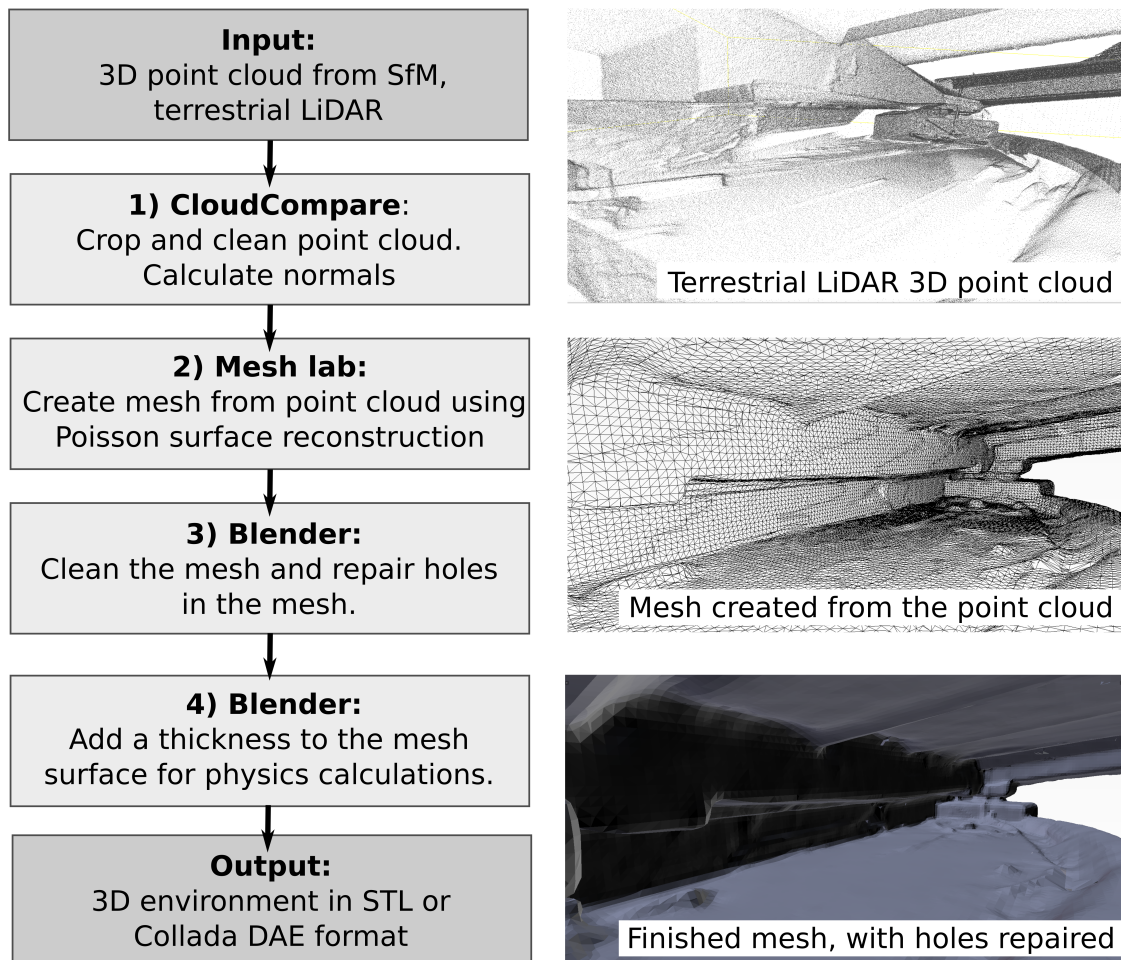 Input:
3D point cloud from SfM,
terrestrial LiDAR
1) CloudCompare:
Crop and clean point cloud.
Calculate normals
2) Mesh lab:
Create mesh from point cloud using
Poisson surface reconstruction
3) Blender:
Clean the mesh and repair holes
in the mesh.
4) Blender:
Add a thickness to the mesh
surface for physics calculations.
Output:
3D environment in STL or
Collada DAE format
Terrestrial LiDAR 3D point cloud
Mesh created from the point cloud
Finished mesh, with holes repaired